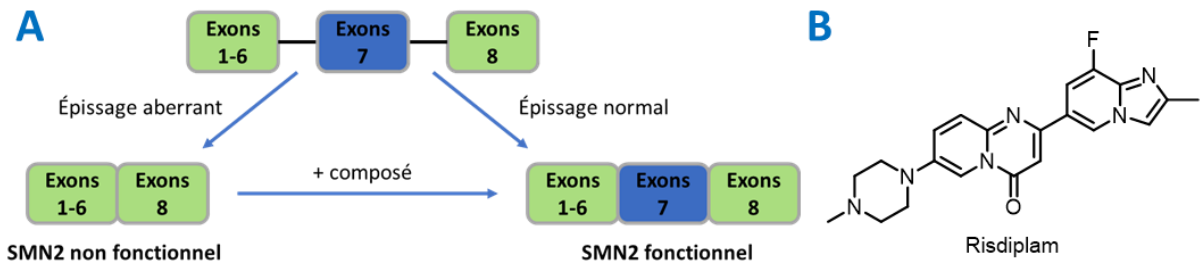 A
Exons
1-6
Exons
7
Exons
8
Épissage aberrant
Épissage normal
Exons
1-6
Exons
8
+ composé
Exons
1-6
Exons
7
Exons
8
SMN2 non fonctionnel
SMN2 fonctionnel
B
F
N
N
N
N
N
N
O
Risdiplam